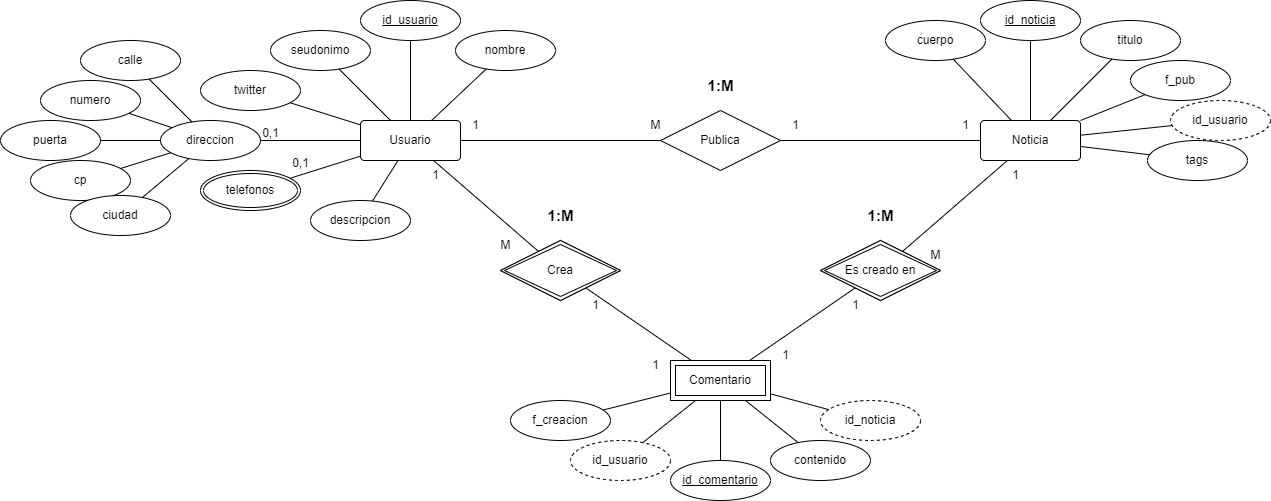 id_usuario
id_noticia
seudonimo
nombre
cuerpo
titulo
calle
twitter
1:M
f_pub
numero
id_usuario
puerta
direccion
0,1
Usuario
1
M
Publica
1
1
Noticia
tags
0,1
cp
telefonos
1
1
ciudad
descripcion
1:M
1:M
M
M
Crea
Es creado en
1
1
1
1
Comentario
f_creacion
id_noticia
id_usuario
contenido
id_comentario